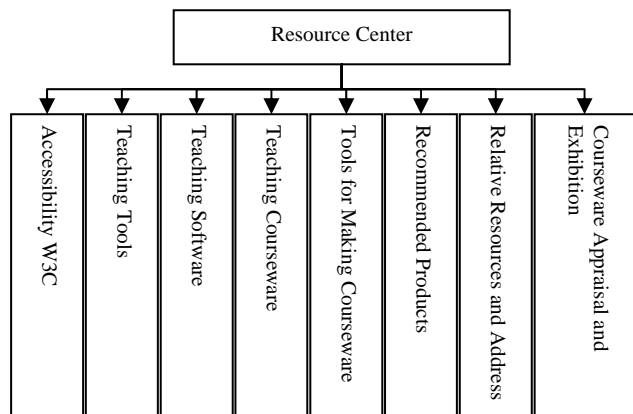 Resource Center
Accessibility W3C
Teaching Tools
Teaching Software
Teaching Courseware
Tools for Making Courseware
Recommended Products
Relative Resources and Address
Courseware Appraisal and
Exhibition